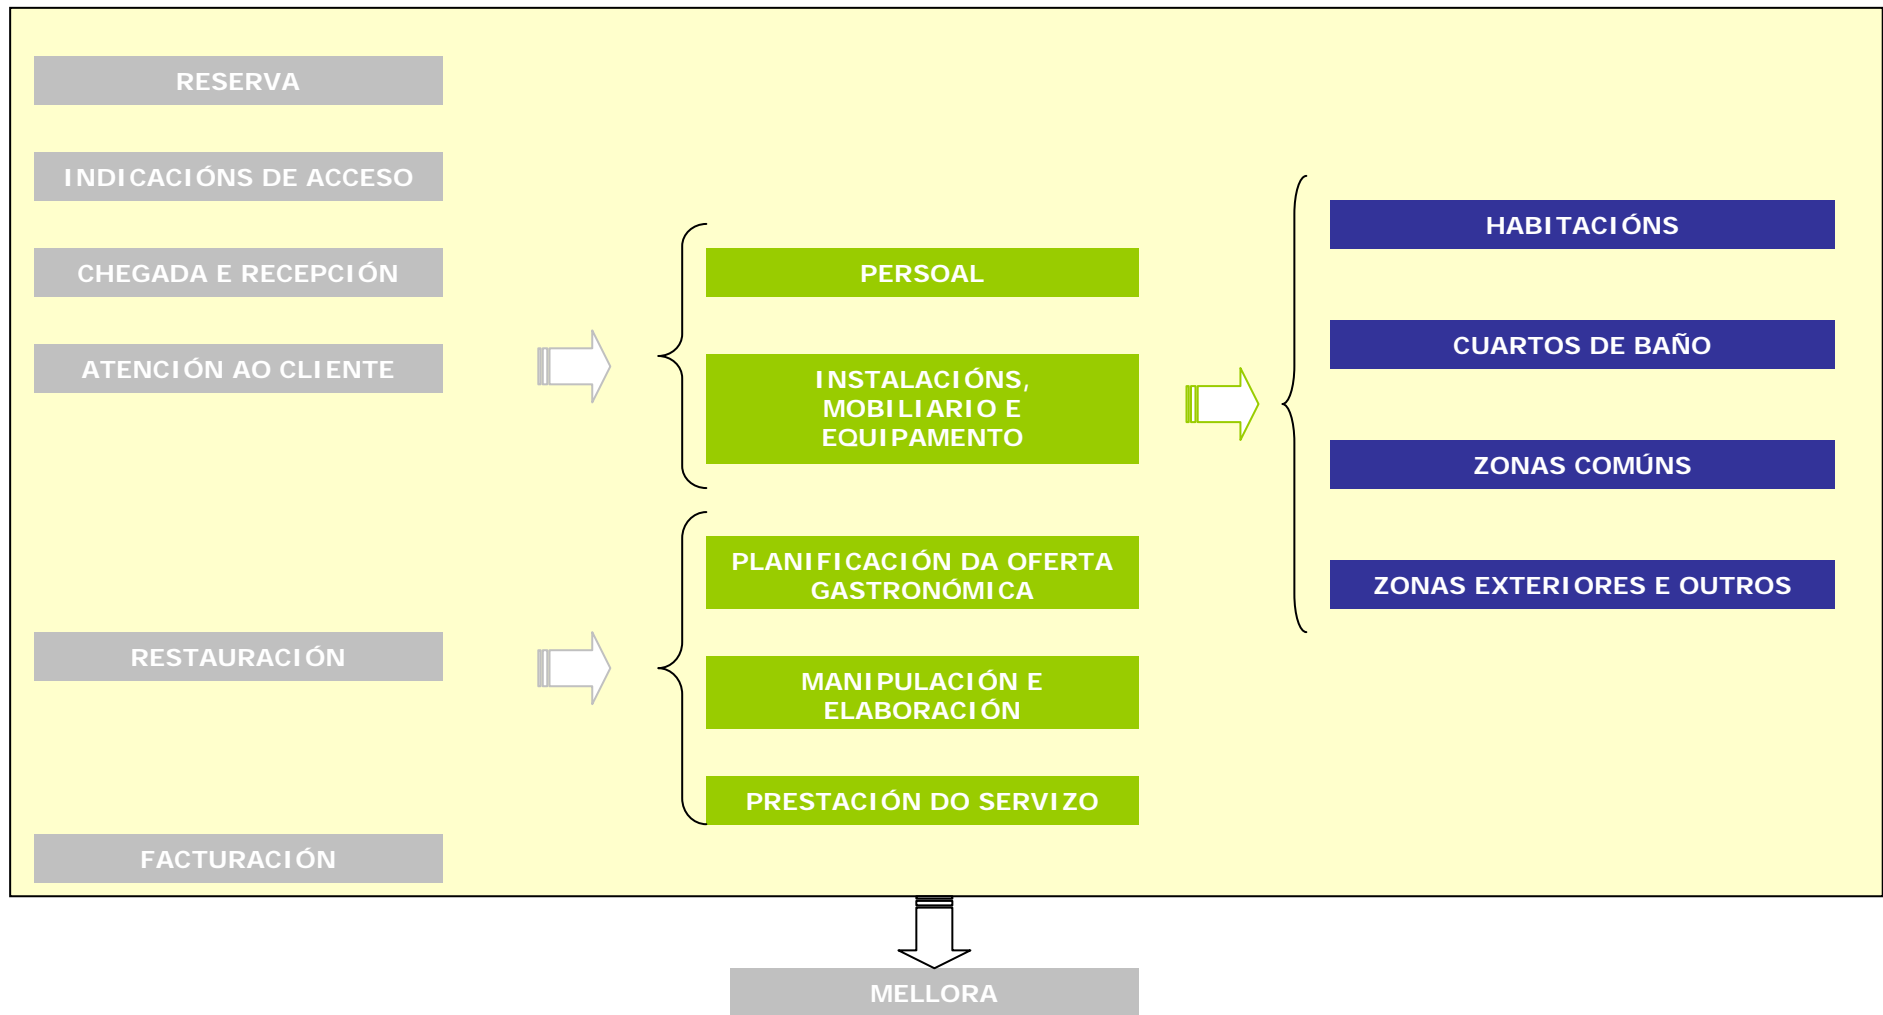 RESERVA
INDICACIÓNS DE ACCESO
CHEGADA E RECEPCIÓN
ATENCIÓN AO CLIENTE
RESTAURACIÓN
FACTURACIÓN
PERSOAL
INSTALACIÓNS,
MOBILIARIO E
EQUIPAMENTO
PLANIFICACIÓN DA OFERTA
GASTRONÓMICA
MANIPULACIÓN E
ELABORACIÓN
PRESTACIÓN DO SERVIZO
HABITACIÓNS
CUARTOS DE BAÑO
ZONAS COMÚNS
ZONAS EXTERIORES E OUTROS
MELLORA